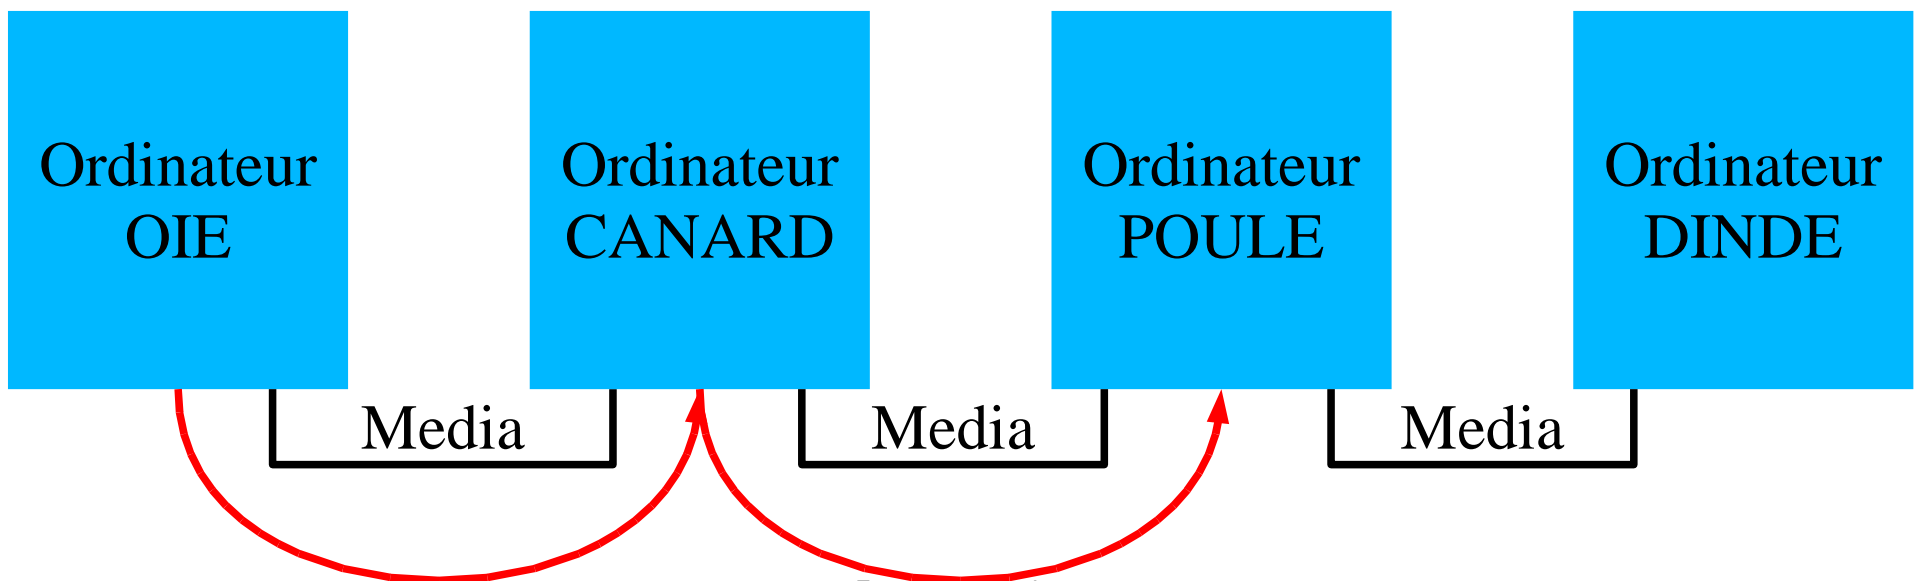 Ordinateur
OIE
Ordinateur
CANARD
Ordinateur
POULE
Ordinateur
DINDE
Media
Media
Media